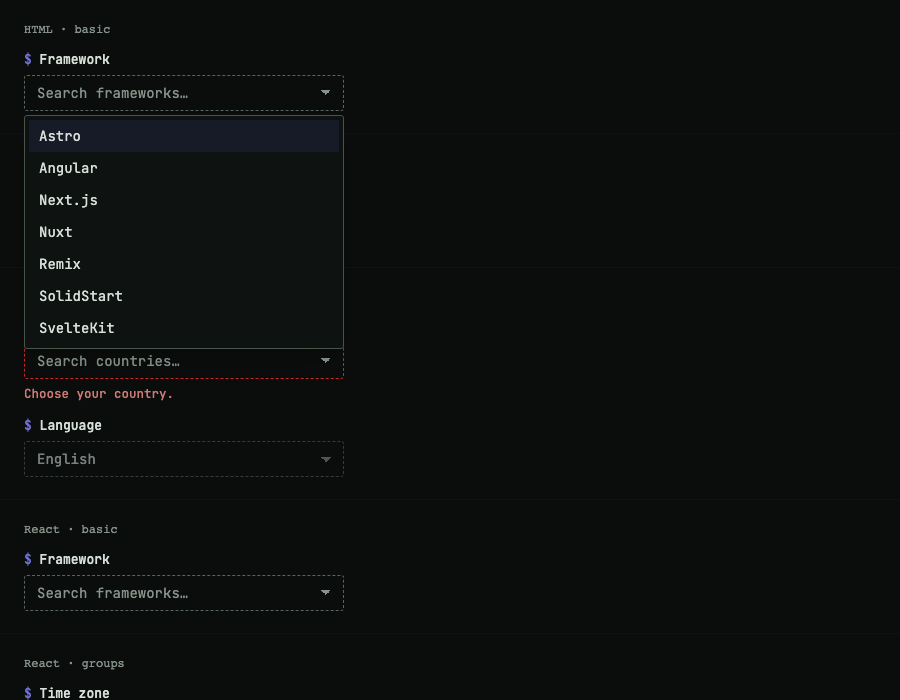 HTML · basic
$ Framework
Search frameworks…
Astro
Angular
Next.js
Nuxt
Remix
SolidStart
SvelteKit
Search countries…
Choose your country.
$ Language
English
React · basic
$ Framework
Search frameworks…
React · groups
$ Time zone